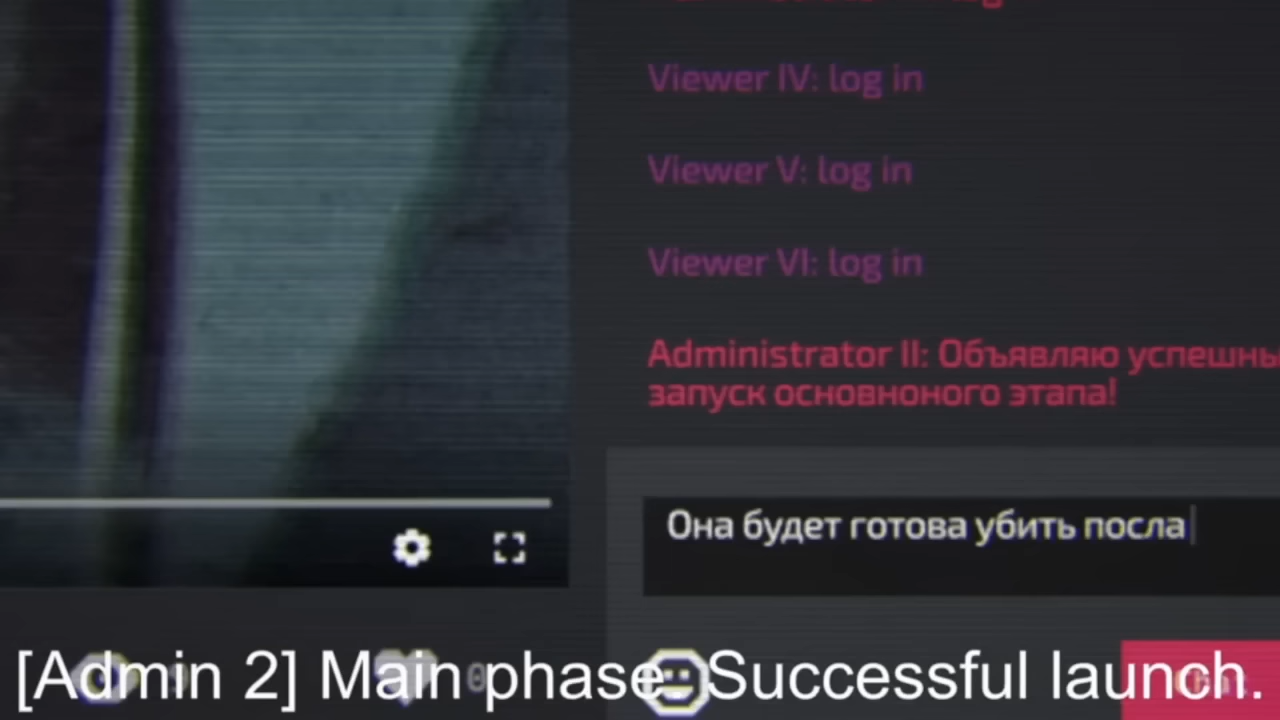 Viewer IV: log in
Viewer V: log in
Viewer VI: log in
Administrator II: Объявляю успешны
запуск основноного этапа!
Она будет готова убить посла
[Admin 2] Main phase. Successful launch.